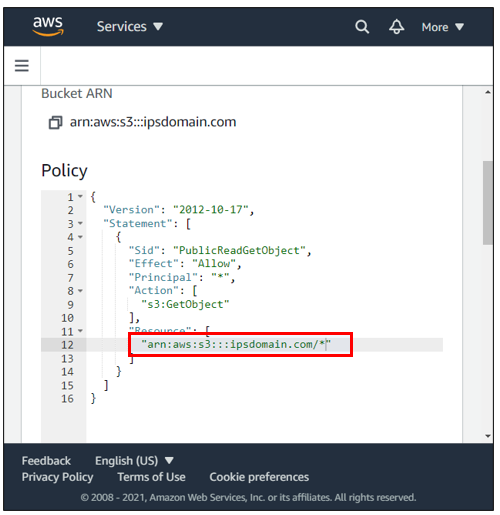 aws
Services
More
Bucket ARN
arn:aws:s3:::ipsdomain.com
Policy
1 {
2 "Version": "2012-10-17",
3 "Statement": [
4 {
5 "Sid": "PublicReadGetObject",
6 "Effect": "Allow",
7 "Principal": "*",
8 "Action": [
9 "s3:GetObject"
10 ],
11 "Resource": [
12 "arn:aws:s3:::ipsdomain.com/*"
13 ]
14 }
15 ]
16 }
Feedback English (US)
Privacy Policy Terms of Use Cookie preferences
© 2008 - 2021, Amazon Web Services, Inc. or its affiliates. All rights reserved.